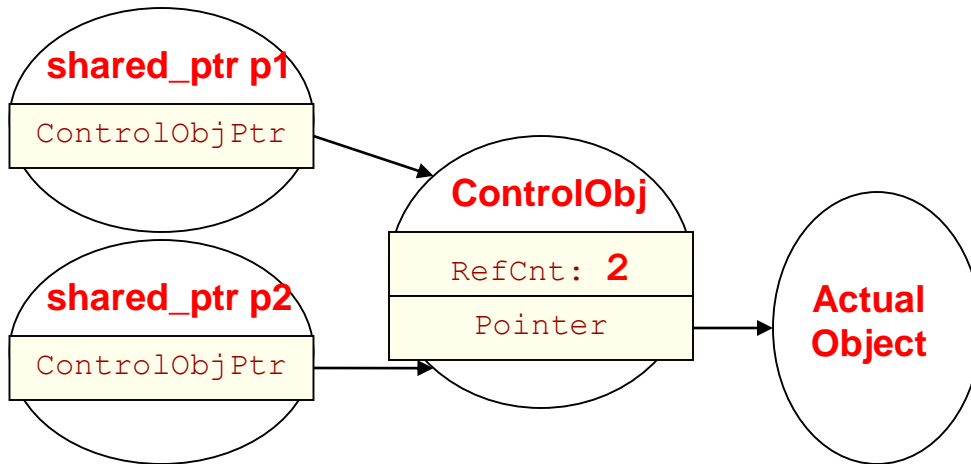 shared_ptr p1
ControlObjPtr
ControlObj
RefCnt: 2
Pointer
shared_ptr p2
ControlObjPtr
Actual
Object